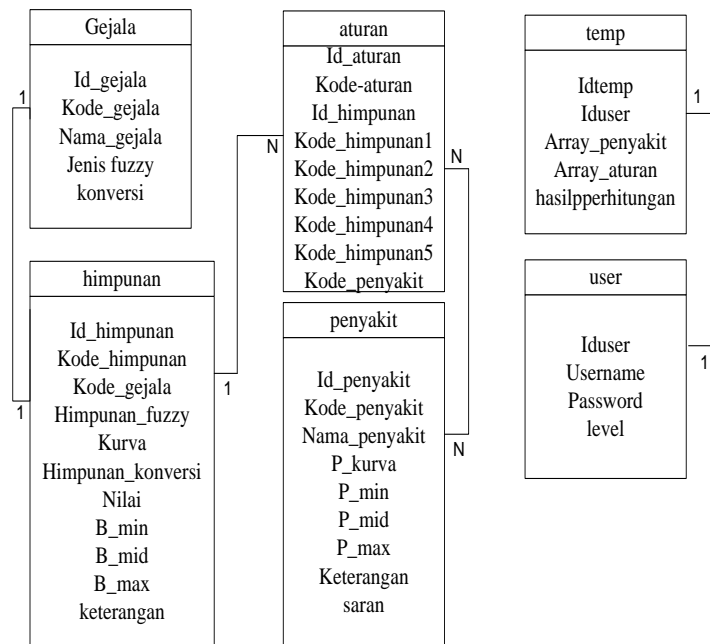 Gejala
Id_gejala
Kode_gejala
Nama_gejala
Jenis fuzzy
konversi
1
1
himpunan
Id_himpunan
Kode_himpunan
Kode_gejala
Himpunan_fuzzy
Kurva
Himpunan_konversi
Nilai
B_min
B_mid
B_max
keterangan
1
N
aturan
Id_aturan
Kode-aturan
Id_himpunan
Kode_himpunan1
Kode_himpunan2
Kode_himpunan3
Kode_himpunan4
Kode_himpunan5
Kode_penyakit
N
N
penyakit
Id_penyakit
Kode_penyakit
Nama_penyakit
P_kurva
P_min
P_mid
P_max
Keterangan
saran
temp
Idtemp
Iduser
Array_penyakit
Array_aturan
hasilpperhitungan
1
user
Iduser
Username
Password
level
1